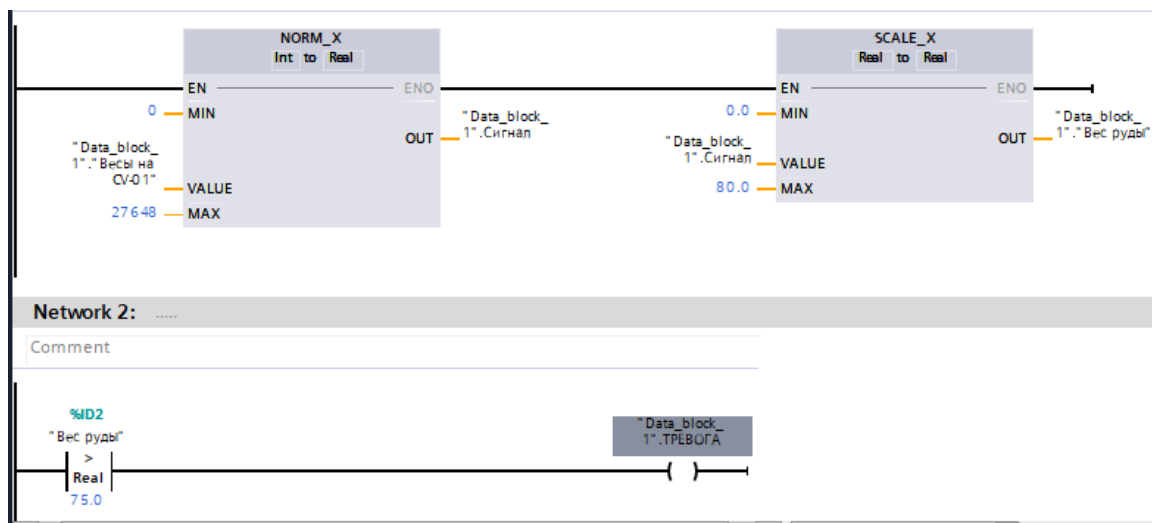 NORM_X
Int to Real
EN
ENO
0
MIN
"Data_block_
1"."Весы на
CV-01"
VALUE
27648
MAX
OUT
"Data_block_
1".Сигнал
SCALE_X
Real to Real
EN
ENO
0.0
MIN
"Data_block_
1".Сигнал
VALUE
80.0
MAX
OUT
"Data_block_
1"."Вес руды"
Network 2:
.....
Comment
%ID2
"Вес руды"
>
Real
75.0
"Data_block_
1".ТРЕВОГА